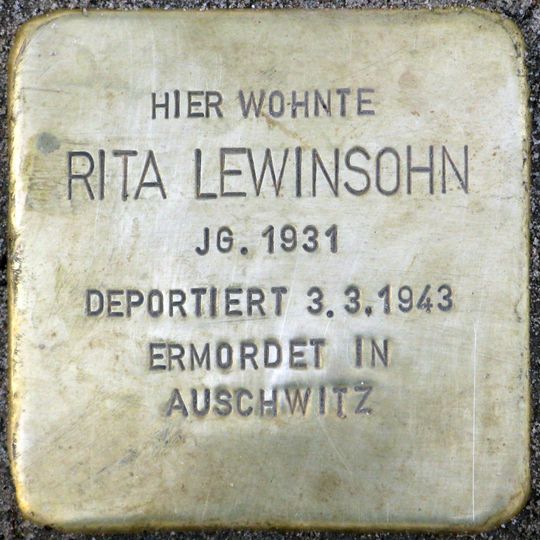 HIER WOHNTE
RITA LEWINSOHN
JG. 1931
DEPORTIERT 3.3.1943
ERMORDET IN
AUSCHWITZ